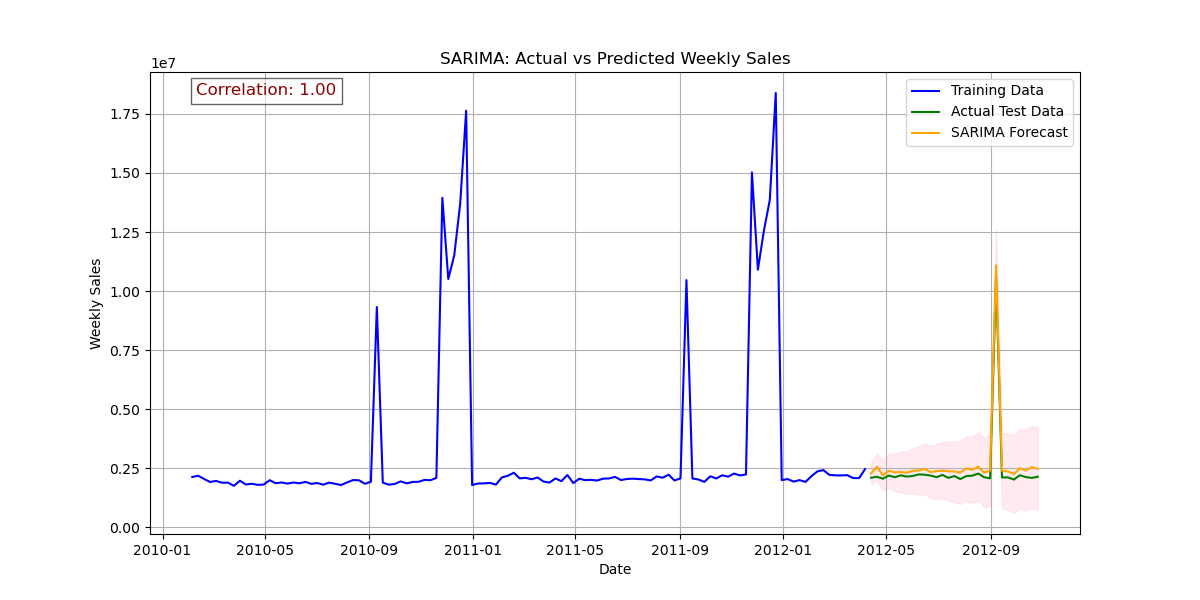 SARIMA: Actual vs Predicted Weekly Sales
1e7
Correlation: 1.00
Training Data
Actual Test Data
SARIMA Forecast
1.75
1.50
1.25
1.00
0.75
0.50
0.25
0.00
Weekly Sales
2010-01 2010-05 2010-09 2011-01 2011-05 2011-09 2012-01 2012-05 2012-09
Date